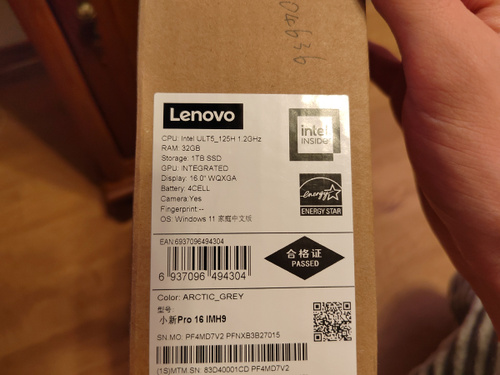 04636
Lenovo
CPU: Intel ULT5_125H 1.2GHz
RAM: 32GB
Storage: 1TB SSD
GPU: INTEGRATED
Display: 16.0" WQXGA
Battery: 4CELL
Camera:Yes
Fingerprint:--
OS: Windows 11 家庭中文版
intel
INSIDE
energy
ENERGY STAR
EAN:6937096494304
6 937096 494304
合格证
PASSED
Color: ARCTIC_GREY
型号:
小新Pro 16 IMH9
SN.MO: PF4MD7V2 PFNXB3B27015
(1S)MTM.SN: 83D40001CD PF4MD7V2